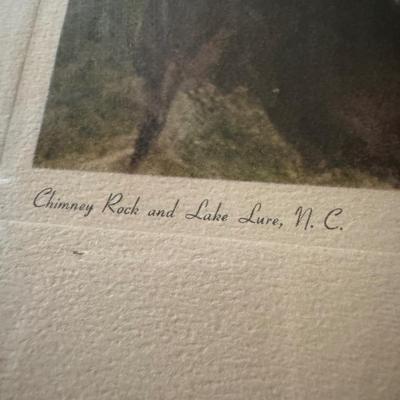 Chimney Rock and Lake Lure, N. C.